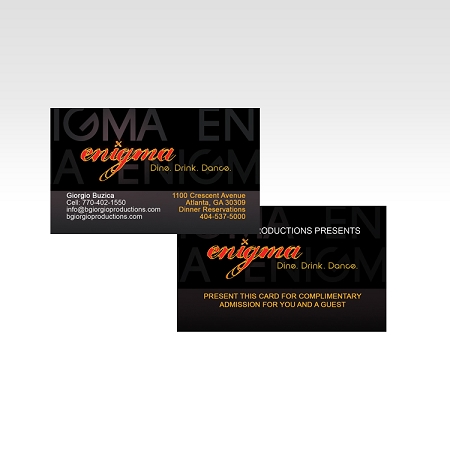 IGMA EN
A ENIGM
enigma
Dine. Drink. Dance.
Giorgio Buzica
Cell: 770-402-1550
info@bgiorgioproductions.com
bgiorgioproductions.com
1100 Crescent Avenue
Atlanta, GA 30309
Dinner Reservations
404-537-5000
PRODUCTIONS PRESENTS
enigma
Dine. Drink. Dance.
PRESENT THIS CARD FOR COMPLIMENTARY
ADMISSION FOR YOU AND A GUEST